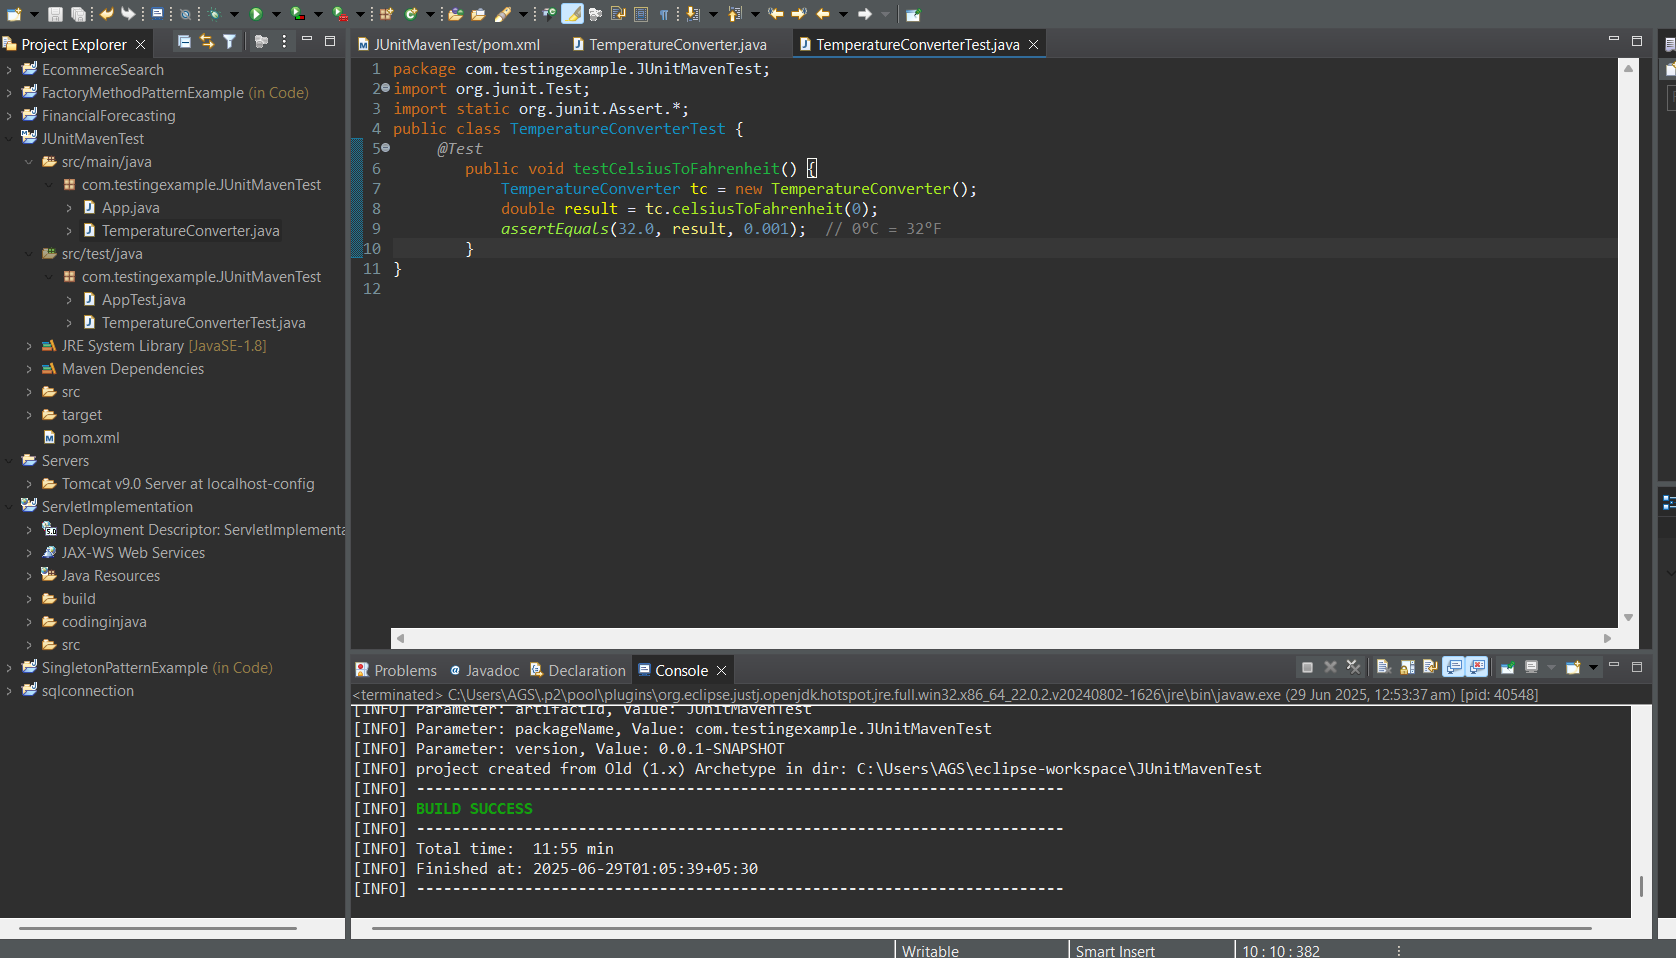 Project Explorer
EcommerceSearch
FactoryMethodPatternExample (in Code)
FinancialForecasting
JUnitMavenTest
src/main/java
com.testingexample.JUnitMavenTest
App.java
TemperatureConverter.java
src/test/java
com.testingexample.JUnitMavenTest
AppTest.java
TemperatureConverterTest.java
JRE System Library [JavaSE-1.8]
Maven Dependencies
src
target
pom.xml
Servers
Tomcat v9.0 Server at localhost-config
ServletImplementation
Deployment Descriptor: ServletImplementa
JAX-WS Web Services
Java Resources
build
codinginjava
src
SingletonPatternExample (in Code)
sqlconnection
JUnitMavenTest/pom.xml TemperatureConverter.java TemperatureConverterTest.java
1 package com.testingexample.JUnitMavenTest;
2 import org.junit.Test;
3 import static org.junit.Assert.*;
4 public class TemperatureConverterTest {
5 @Test
6 public void testCelsiusToFahrenheit() {
7 TemperatureConverter tc = new TemperatureConverter();
8 double result = tc.celsiusToFahrenheit(0);
9 assertEquals(32.0, result, 0.001); // 0°C = 32°F
10 }
11 }
12
Problems Javadoc Declaration Console
<terminated> C:\Users\AGS\.p2\pool\plugins\org.eclipse.justj.openjdk.hotspot.jre.full.win32.x86_64_22.0.2.v20240802-1626\jre\bin\javaw.exe (29 Jun 2025, 12:53:37 am) [pid: 40548]
[INFO] Parameter: artifactId, Value: JUnitMavenTest
[INFO] Parameter: packageName, Value: com.testingexample.JUnitMavenTest
[INFO] Parameter: version, Value: 0.0.1-SNAPSHOT
[INFO] project created from Old (1.x) Archetype in dir: C:\Users\AGS\eclipse-workspace\JUnitMavenTest
[INFO] ------------------------------------------------------------------------
[INFO] BUILD SUCCESS
[INFO] ------------------------------------------------------------------------
[INFO] Total time:  11:55 min
[INFO] Finished at: 2025-06-29T01:05:39+05:30
[INFO] ------------------------------------------------------------------------
Writable Smart Insert 10 : 10 : 382